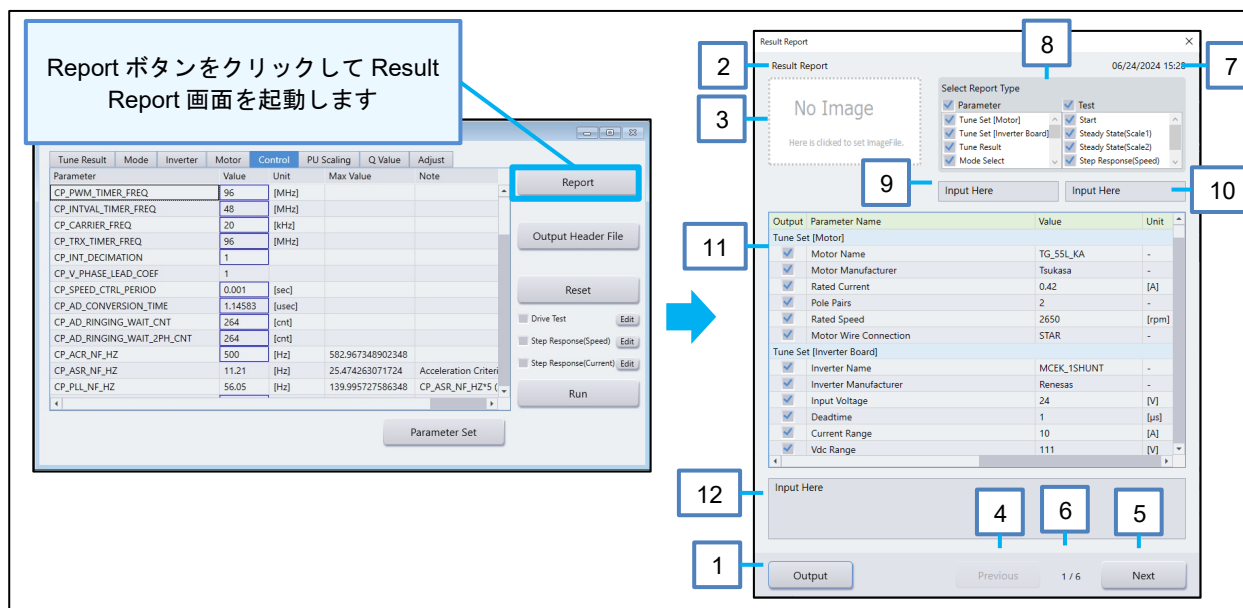 Report ボタンをクリックして Result
Report 画面を起動します
Tune Result Mode Inverter Motor Control PU Scaling Q Value Adjust
Parameter Value Unit Max Value Note
CP_PWM_TIMER_FREQ 96 [MHz]
CP_INTVAL_TIMER_FREQ 48 [MHz]
CP_CARRIER_FREQ 20 [kHz]
CP_TRX_TIMER_FREQ 96 [MHz]
CP_INT_DECIMATION 1
CP_V_PHASE_LEAD_COEF 1
CP_SPEED_CTRL_PERIOD 0.001 [sec]
CP_AD_CONVERSION_TIME 1.14583 [usec]
CP_AD_RINGING_WAIT_CNT 264 [cnt]
CP_AD_RINGING_WAIT_2PH_CNT 264 [cnt]
CP_ACR_NF_HZ 500 [Hz] 582.967348902348
CP_ASR_NF_HZ 11.21 [Hz] 25.474263071724 Acceleration Criteri
CP_PLL_NF_HZ 56.05 [Hz] 139.995727586348 CP_ASR_NF_HZ*5 (
Report
Output Header File
Reset
Drive Test Edit
Step Response(Speed) Edit
Step Response(Current) Edit
Run
Parameter Set
Result Report
2 Result Report 06/24/2024 15:28 7
8
3
No Image
Here is clicked to set ImageFile.
Select Report Type
Parameter Test
Tune Set [Motor] Start
Tune Set [Inverter Board] Steady State(Scale1)
Tune Result Steady State(Scale2)
Mode Select Step Response(Speed)
9 Input Here Input Here 10
11
Output Parameter Name Value Unit
Tune Set [Motor]
Motor Name TG_55L_KA -
Motor Manufacturer Tsukasa -
Rated Current 0.42 [A]
Pole Pairs 2 -
Rated Speed 2650 [rpm]
Motor Wire Connection STAR -
Tune Set [Inverter Board]
Inverter Name MCEK_1SHUNT -
Inverter Manufacturer Renesas -
Input Voltage 24 [V]
Deadtime 1 [µs]
Current Range 10 [A]
Vdc Range 111 [V]
12 Input Here
4 6 5
1 Output Previous 1 / 6 Next